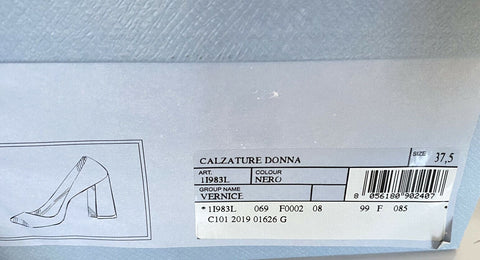 CALZATURE DONNA SIZE 37,5
ART. COLOUR
1I983L NERO
GROUP NAME
VERNICE
8 056180 902407
* 1I983L 069 F0002 08 99 F 085 *
C101 2019 01626 G